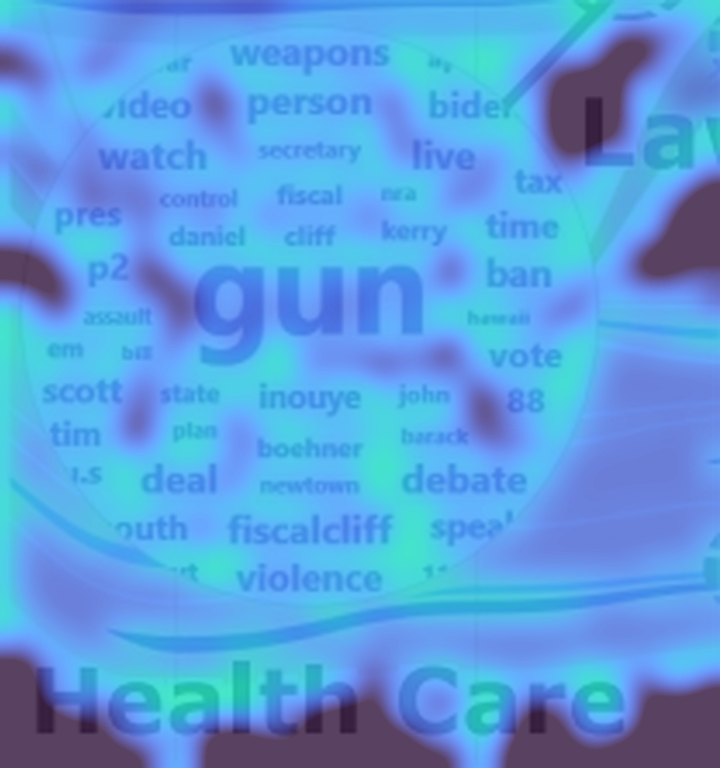 weapons
video person biden
Law
watch secretary live
control fiscal nra tax
pres
daniel cliff kerry time
p2 gun ban
assault hawaii
em bill vote
scott state inouye john 88
tim plan boehner barack
deal newtown debate
outh fiscalcliff speak
violence
Health Care